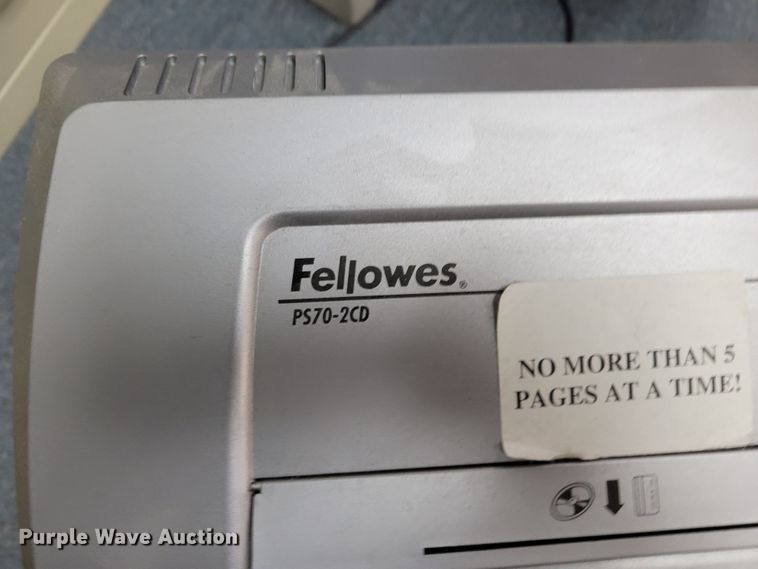 Fellowes®
PS70-2CD
NO MORE THAN 5
PAGES AT A TIME!
Purple Wave Auction